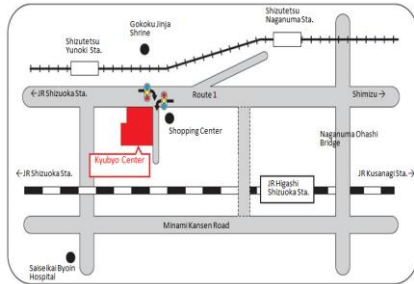 Gokoku Jinja
Shrine
Shizutetsu
Naganuma Sta.
Shizutetsu
Yunoki Sta.
←JR Shizuoka Sta.
Route 1
Shimizu→
Shopping Center
Naganuma Ohashi
Bridge
Kyubyo Center
←JR Shizuoka Sta.
JR Higashi
Shizuoka Sta.
JR Kusanagi Sta.→
Minami Kansen Road
Saiseikai Byoin
Hospital